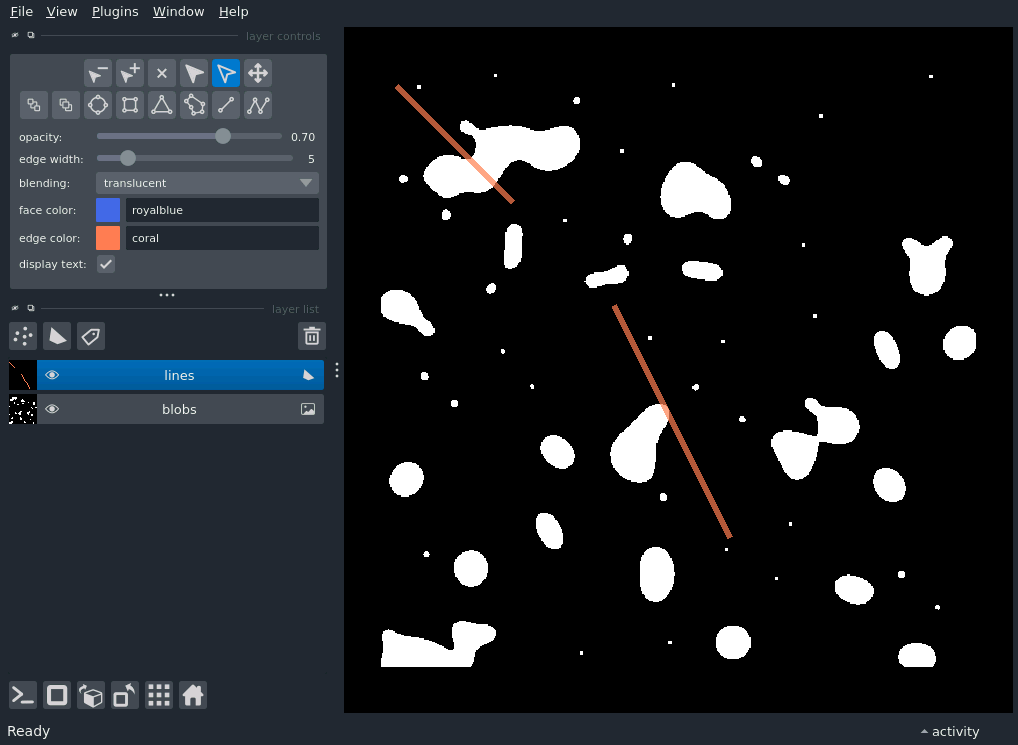 File View Plugins Window Help
layer controls
opacity: 0.70
edge width: 5
blending: translucent
face color: royalblue
edge color: coral
display text:
layer list
lines
blobs
Ready activity